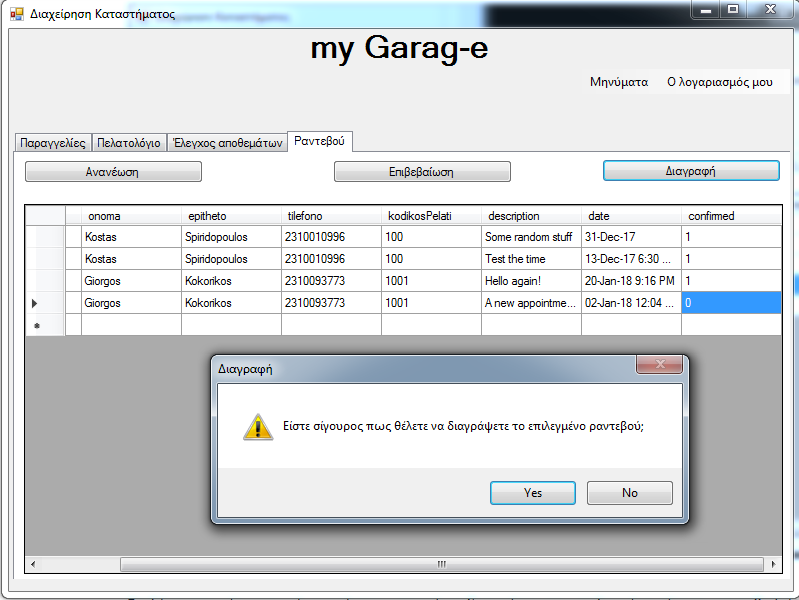 Διαχείρηση Καταστήματος
my Garag-e
Μηνύματα Ο λογαριασμός μου
Παραγγελίες Πελατολόγιο Έλεγχος αποθεμάτων Ραντεβού
Ανανέωση Επιβεβαίωση Διαγραφή
onoma epitheto tilefono kodikosPelati description date confirmed
Kostas Spiridopoulos 2310010996 100 Some random stuff 31-Dec-17 1
Kostas Spiridopoulos 2310010996 100 Test the time 13-Dec-17 6:30 ... 1
Giorgos Kokorikos 2310093773 1001 Hello again! 20-Jan-18 9:16 PM 1
Giorgos Kokorikos 2310093773 1001 A new appointme... 02-Jan-18 12:04 ... 0
Διαγραφή
Είστε σίγουρος πως θέλετε να διαγράψετε το επιλεγμένο ραντεβού;
Yes No